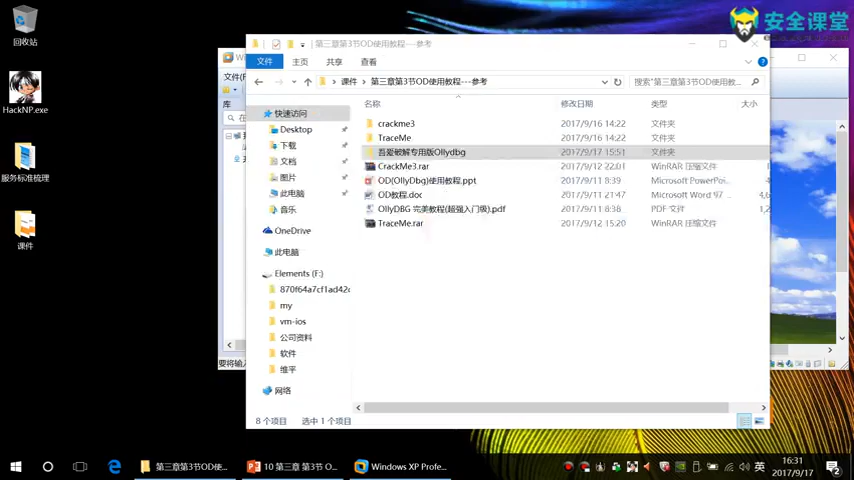 安全课堂
回收站
HackNP.exe
服务标准梳理
课件
第三章第3节OD使用教程---参考
文件
主页
共享
查看
课件
第三章第3节OD使用教程---参考
搜索"第三章第3节OD使用教程...
名称
修改日期
类型
大小
快速访问
Desktop
下载
文档
图片
此电脑
音乐
OneDrive
此电脑
Elements (F:)
my
vm-ios
公司资料
软件
维平
网络
crackme3 2017/9/16 14:22 文件夹
TraceMe 2017/9/16 14:22 文件夹
吾爱破解专用版Ollydbg 2017/9/17 15:51 文件夹
CrackMe3.rar 2017/9/12 22:01 WinRAR 压缩文件
OD(OllyDbg)使用教程.ppt 2017/9/11 8:39 Microsoft PowerPoi...
OD教程.doc 2017/9/11 21:47 Microsoft Word 97 ... 4,6
OllyDBG 完美教程(超强入门级).pdf 2017/9/11 8:38 PDF 文件 1,2
TraceMe.rar 2017/9/12 15:20 WinRAR 压缩文件
8 个项目 选中 1 个项目
文件(F
库
要将输入
第三章第3节OD使...
10 第三章 第3节 O...
Windows XP Profe...
英
16:31
2017/9/17
2